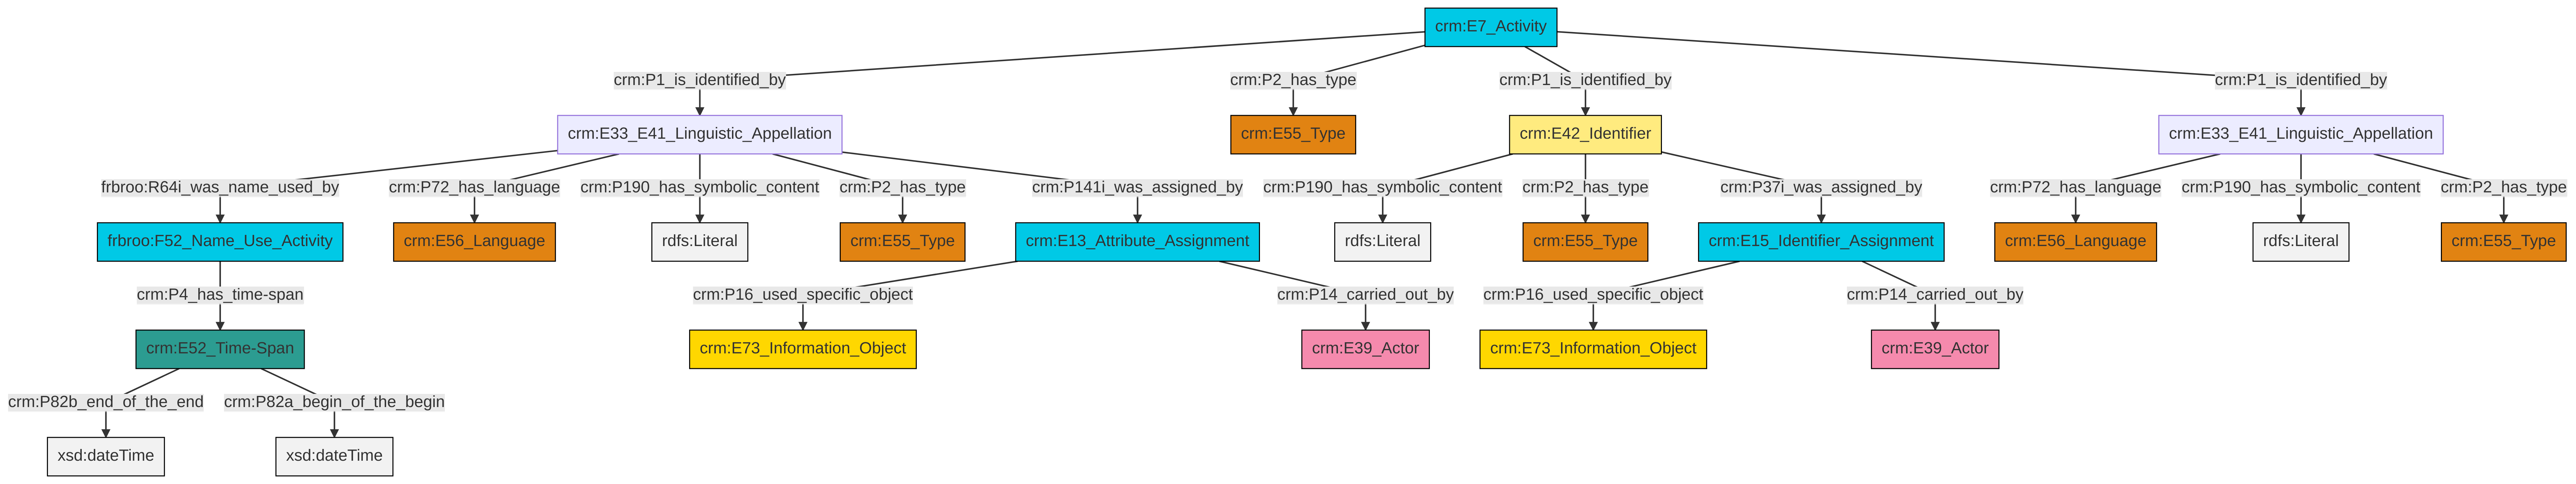 crm:E7_Activity
crm:P1_is_identified_by
crm:P2_has_type
crm:P1_is_identified_by
crm:P1_is_identified_by
crm:E33_E41_Linguistic_Appellation
crm:E55_Type
crm:E42_Identifier
crm:E33_E41_Linguistic_Appellation
frbroo:R64i_was_name_used_by
crm:P72_has_language
crm:P190_has_symbolic_content
crm:P2_has_type
crm:P141i_was_assigned_by
crm:P190_has_symbolic_content
crm:P2_has_type
crm:P37i_was_assigned_by
crm:P72_has_language
crm:P190_has_symbolic_content
crm:P2_has_type
frbroo:F52_Name_Use_Activity
crm:E56_Language
rdfs:Literal
crm:E55_Type
crm:E13_Attribute_Assignment
rdfs:Literal
crm:E55_Type
crm:E15_Identifier_Assignment
crm:E56_Language
rdfs:Literal
crm:E55_Type
crm:P4_has_time-span
crm:P16_used_specific_object
crm:P14_carried_out_by
crm:P16_used_specific_object
crm:P14_carried_out_by
crm:E52_Time-Span
crm:E73_Information_Object
crm:E39_Actor
crm:E73_Information_Object
crm:E39_Actor
crm:P82b_end_of_the_end
crm:P82a_begin_of_the_begin
xsd:dateTime
xsd:dateTime